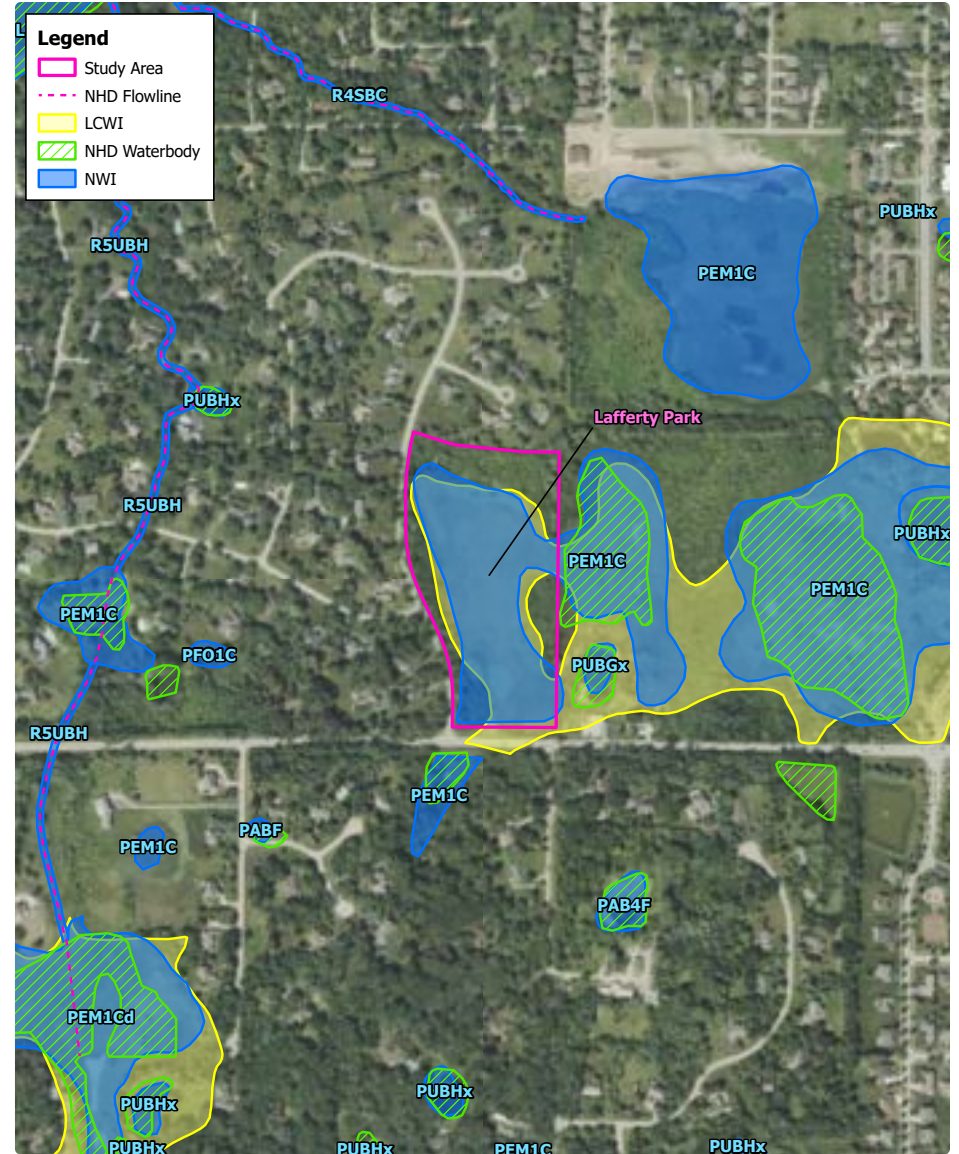 Legend
Study Area
NHD Flowline
LCWI
NHD Waterbody
NWI
L
R4SBC
PUBHx
R5UBH
PEM1C
PUBHx
Lafferty Park
R5UBH
PUBHx
PEM1C
PEM1C
PEM1C
PFO1C
PUBGx
R5UBH
PEM1C
PABF
PEM1C
PAB4F
PEM1Cd
PUBHx
PUBHx
PUBHx
PUBHx
PEM1C
PUBHx